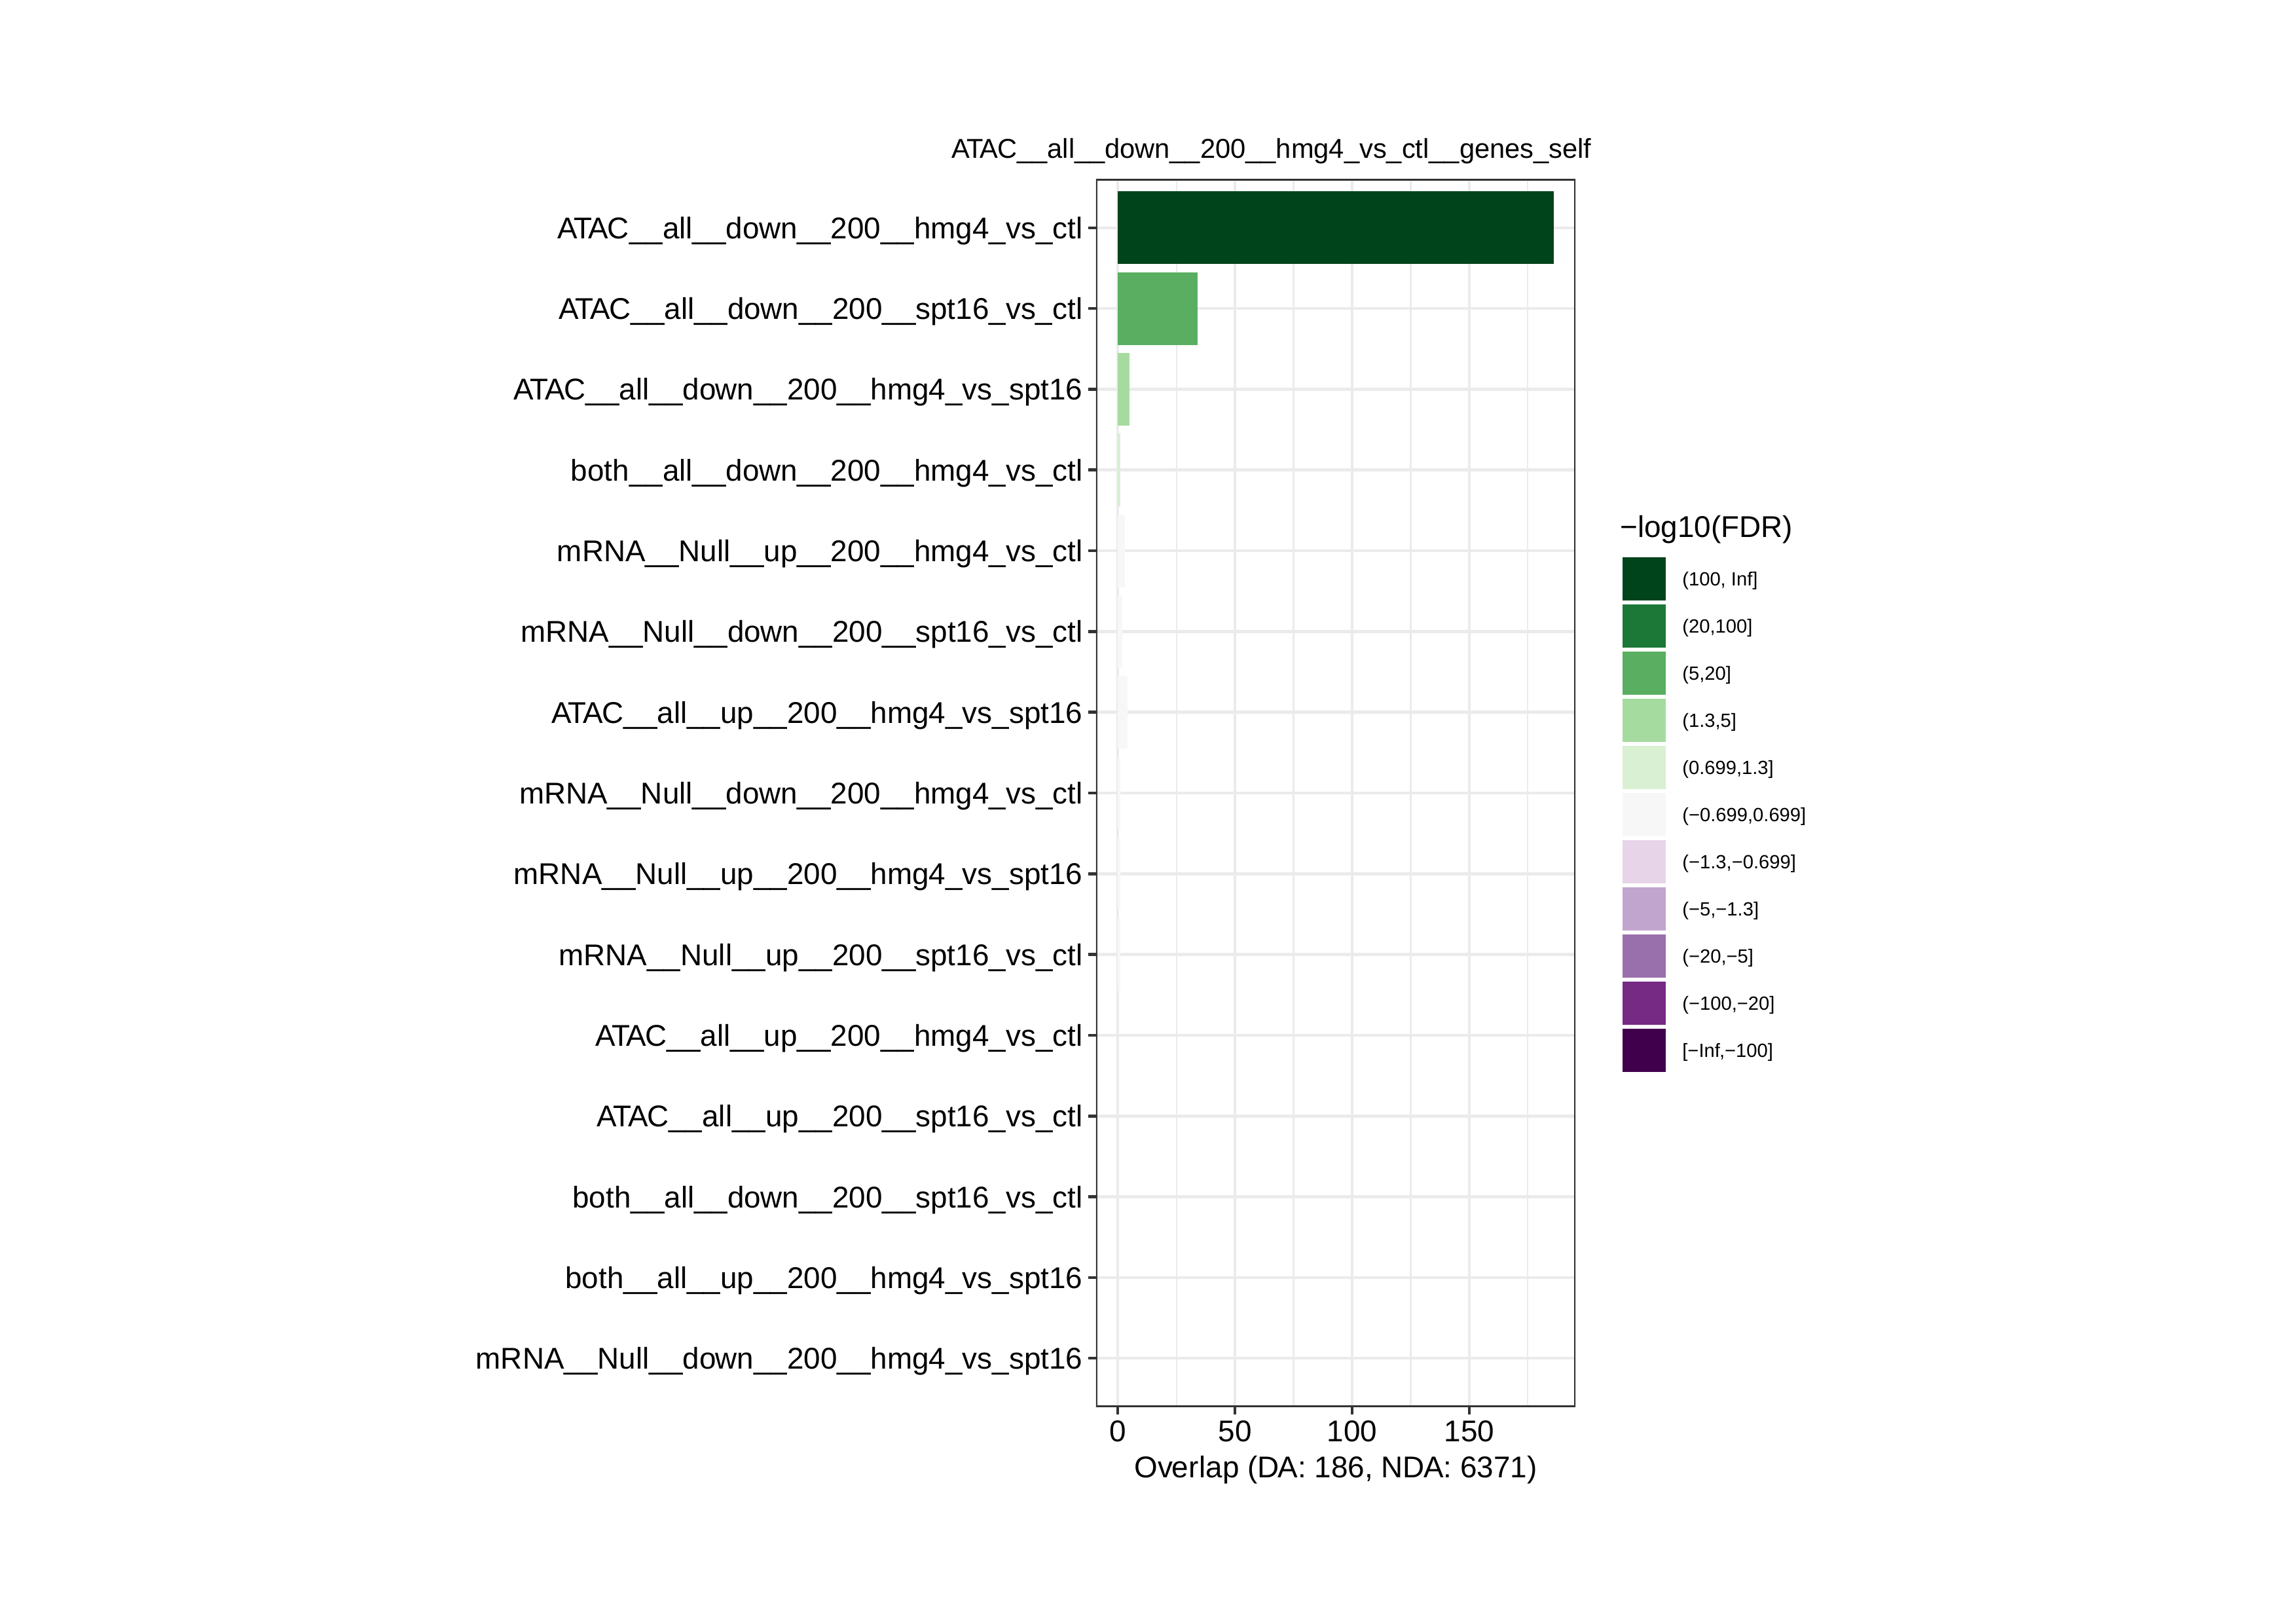 ATAC__all__down__200__hmg4_vs_ctl__genes_self
ATAC__all__down__200__hmg4_vs_ctl
ATAC__all__down__200__spt16_vs_ctl
ATAC__all__down__200__hmg4_vs_spt16
both__all__down__200__hmg4_vs_ctl
mRNA__Null__up__200__hmg4_vs_ctl
mRNA__Null__down__200__spt16_vs_ctl
ATAC__all__up__200__hmg4_vs_spt16
mRNA__Null__down__200__hmg4_vs_ctl
mRNA__Null__up__200__hmg4_vs_spt16
mRNA__Null__up__200__spt16_vs_ctl
ATAC__all__up__200__hmg4_vs_ctl
ATAC__all__up__200__spt16_vs_ctl
both__all__down__200__spt16_vs_ctl
both__all__up__200__hmg4_vs_spt16
mRNA__Null__down__200__hmg4_vs_spt16
0 50 100 150
Overlap (DA: 186, NDA: 6371)
−log10(FDR)
(100, Inf]
(20,100]
(5,20]
(1.3,5]
(0.699,1.3]
(−0.699,0.699]
(−1.3,−0.699]
(−5,−1.3]
(−20,−5]
(−100,−20]
[−Inf,−100]